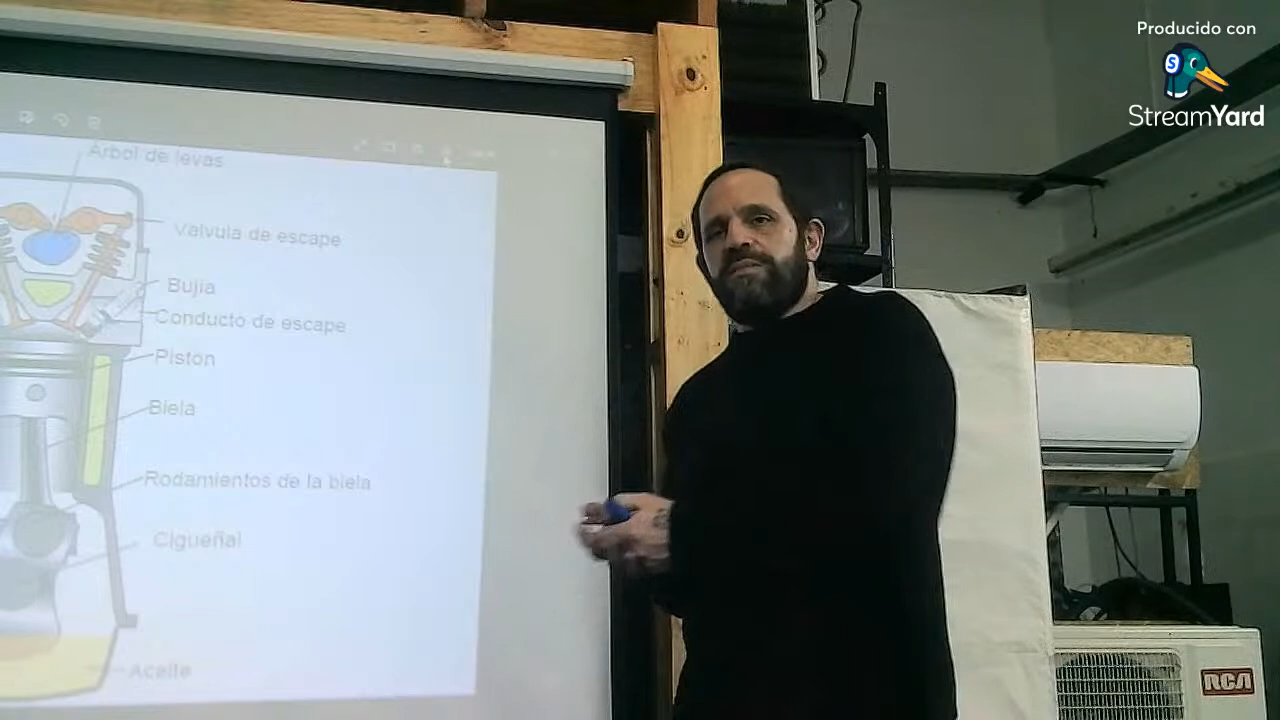 Producido con
S
StreamYard
Arbol de levas
Valvula de escape
Bujia
Conducto de escape
Piston
Biela
Rodamientos de la biela
Cigueñal
Aceite
RCA